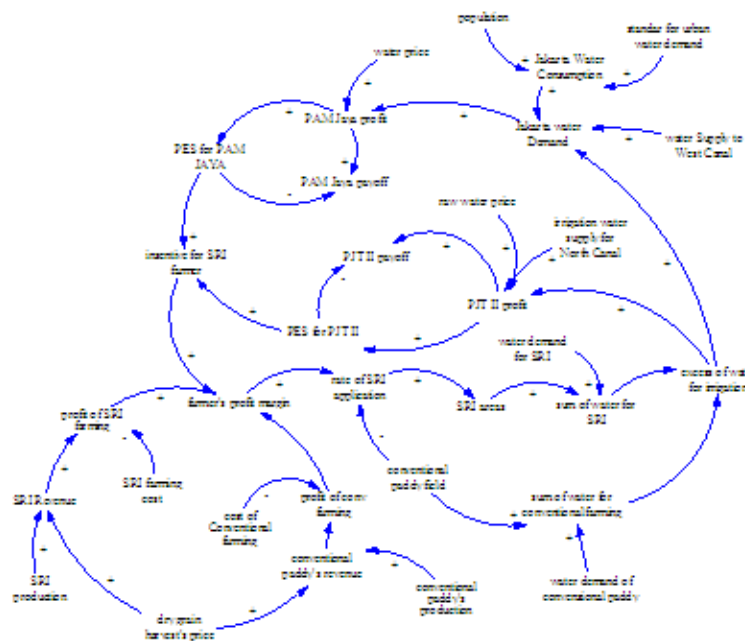 population
standar for urban
water demand
water price
Jakarta Water
Consumption
PAM Jaya profit
Jakarta water
Demand
water Supply to
West Canal
PES for PAM
JAYA
PAM Jaya payoff
raw water price
irrigation water
supply for
North Canal
incentive for SRI
farmer
PJT II payoff
PJT II profit
PES for PJT II
water demand
for SRI
rate of SRI
application
excess of wat
for irrigation
farmer's profit margin
SRI areas
sum of water for
SRI
profit of SRI
farming
SRI farming
cost
conventional
paddy field
SRI Revenue
cost of
Conventional
farming
profit of conv
farming
sum of water for
conventional farming
conventional
paddy's revenue
SRI
production
conventional
paddy's
production
water demand of
conventional paddy
dry grain
harvest's price